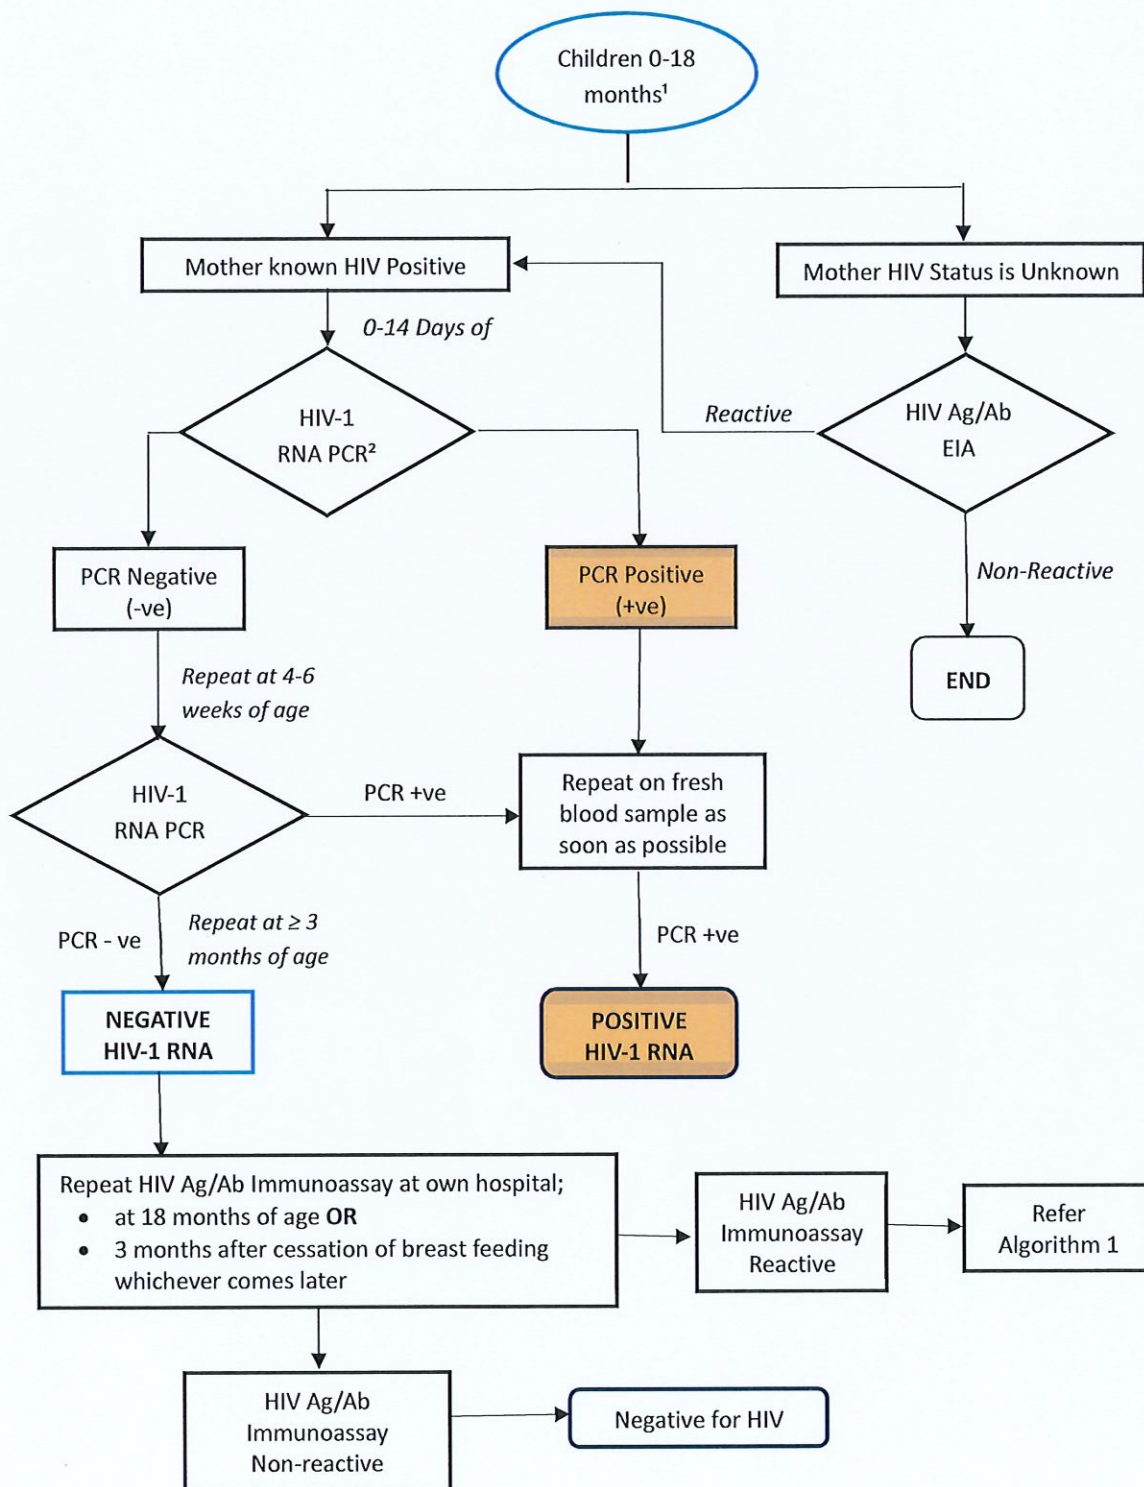 Children 0-18
months¹
Mother known HIV Positive
Mother HIV Status is Unknown
0-14 Days of
HIV-1
RNA PCR²
Reactive
HIV Ag/Ab
EIA
PCR Negative
(-ve)
PCR Positive
(+ve)
Non-Reactive
END
Repeat at 4-6
weeks of age
HIV-1
RNA PCR
PCR +ve
Repeat on fresh
blood sample as
soon as possible
PCR - ve
Repeat at ≥ 3
months of age
PCR +ve
NEGATIVE
HIV-1 RNA
POSITIVE
HIV-1 RNA
Repeat HIV Ag/Ab Immunoassay at own hospital;
• at 18 months of age OR
• 3 months after cessation of breast feeding
whichever comes later
HIV Ag/Ab
Immunoassay
Reactive
Refer
Algorithm 1
HIV Ag/Ab
Immunoassay
Non-reactive
Negative for HIV